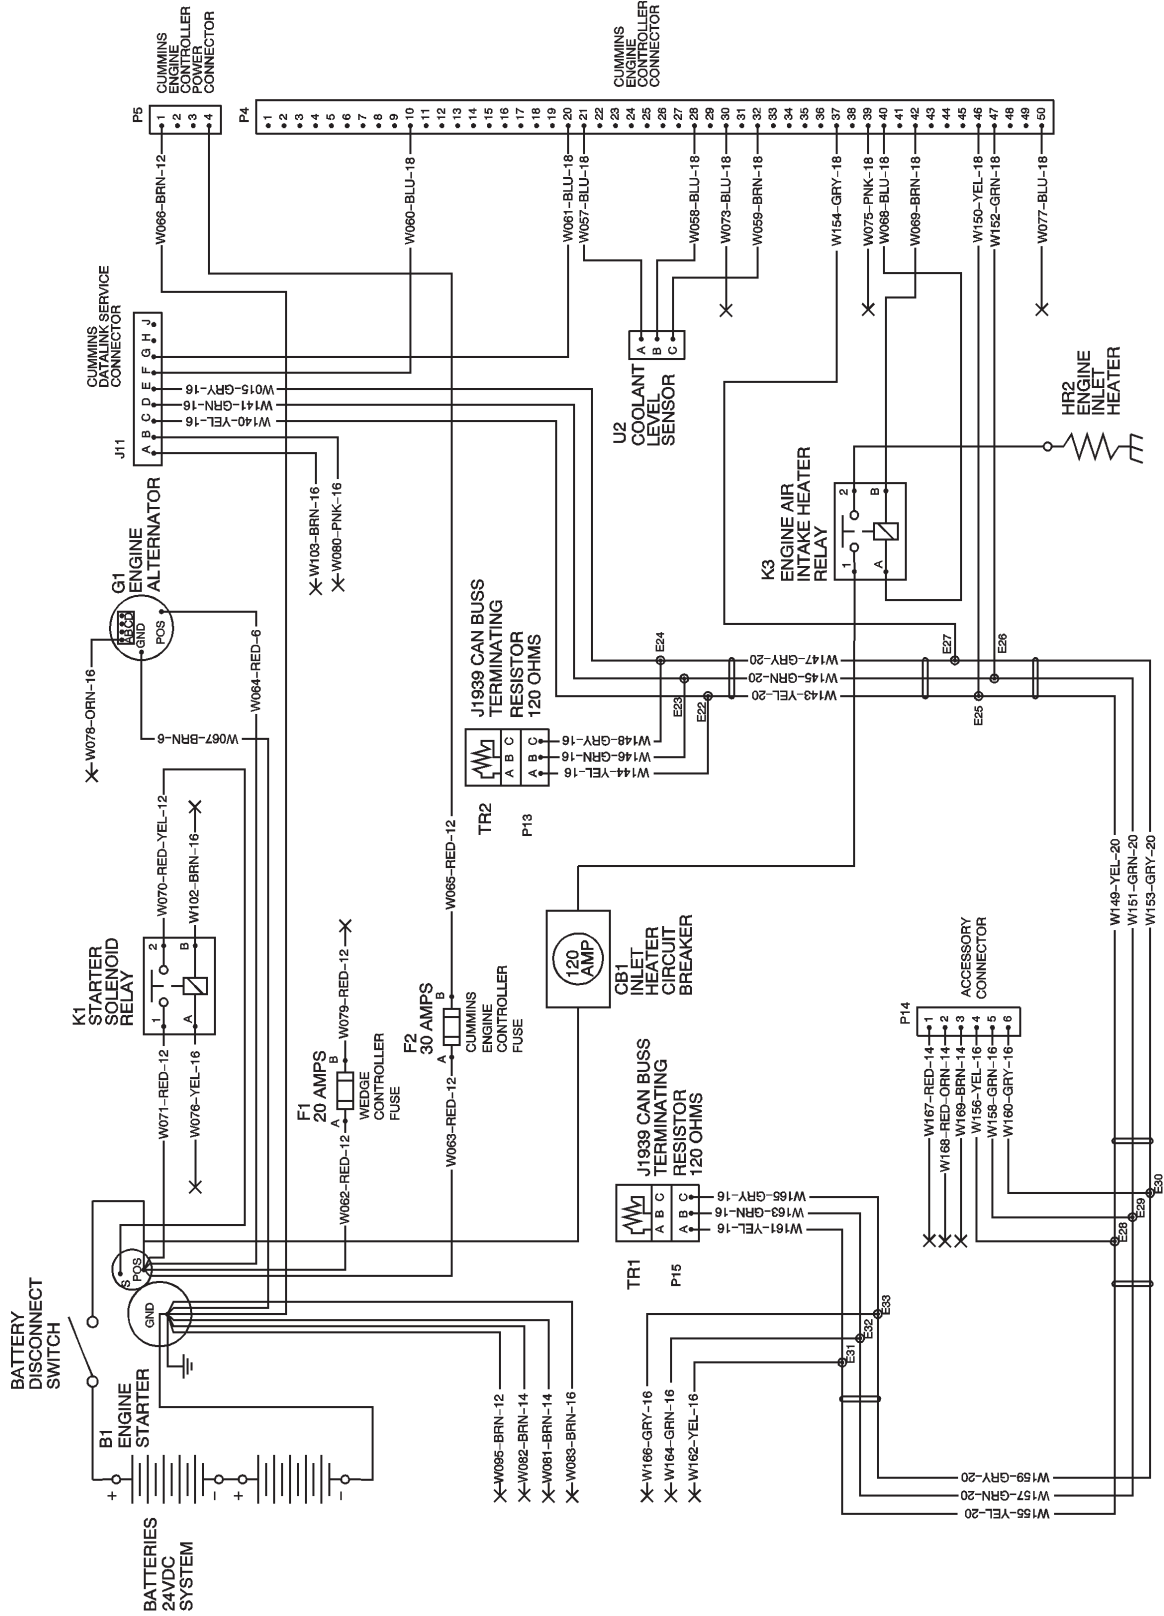 BATTERIES
24VDC
SYSTEM
+
-
+
-
BATTERY
DISCONNECT
SWITCH
B1
ENGINE
STARTER
GND
S
POS
K1
STARTER
SOLENOID
RELAY
1
2
A
B
W071-RED-12
W076-YEL-16
W070-RED-YEL-12
W102-BRN-16
G1
ENGINE
ALTERNATOR
ABCD
GND
POS
W078-ORN-16
W067-BRN-6
W064-RED-6
J11
CUMMINS
DATALINK SERVICE
CONNECTOR
A
B
C
D
E
F
G
H
J
W103-BRN-16
W080-PNK-16
W140-YEL-16
W141-GRN-16
W015-GRY-16
P5
CUMMINS
ENGINE
CONTROLLER
POWER
CONNECTOR
1
2
3
4
W066-BRN-12
P4
CUMMINS
ENGINE
CONTROLLER
CONNECTOR
1
2
3
4
5
6
7
8
9
10
11
12
13
14
15
16
17
18
19
20
21
22
23
24
25
26
27
28
29
30
31
32
33
34
35
36
37
38
39
40
41
42
43
44
45
46
47
48
49
50
W060-BLU-18
W061-BLU-18
W057-BLU-18
W058-BLU-18
W073-BLU-18
W059-BRN-18
W154-GRY-18
W075-PNK-18
W068-BLU-18
W069-BRN-18
W150-YEL-18
W152-GRN-18
W077-BLU-18
U2
COOLANT
LEVEL
SENSOR
A
B
C
F1
20 AMPS
A
B
WEDGE
CONTROLLER
FUSE
W062-RED-12
W079-RED-12
F2
30 AMPS
A
B
CUMMINS
ENGINE
CONTROLLER
FUSE
W063-RED-12
W065-RED-12
TR2
P13
J1939 CAN BUSS
TERMINATING
RESISTOR
120 OHMS
A B C
A B C
W148-GRY-16
W146-GRN-16
W144-YEL-16
E24
E23
E22
W147-GRY-20
W145-GRN-20
W143-YEL-20
E27
E26
E25
120
AMP
CB1
INLET
HEATER
CIRCUIT
BREAKER
K3
ENGINE AIR
INTAKE HEATER
RELAY
1
2
A
B
HR2
ENGINE
INLET
HEATER
W149-YEL-20
W151-GRN-20
W153-GRY-20
P14
ACCESSORY
CONNECTOR
1
2
3
4
5
6
W167-RED-14
W168-RED-ORN-14
W169-BRN-14
W156-YEL-16
W158-GRN-16
W160-GRY-16
E30
E29
E28
TR1
P15
J1939 CAN BUSS
TERMINATING
RESISTOR
120 OHMS
A B C
A B C
W165-GRY-16
W163-GRN-16
W161-YEL-16
E33
E32
E31
W095-BRN-12
W082-BRN-14
W081-BRN-14
W083-BRN-16
W166-GRY-16
W164-GRN-16
W162-YEL-16
W159-GRY-20
W157-GRN-20
W155-YEL-20